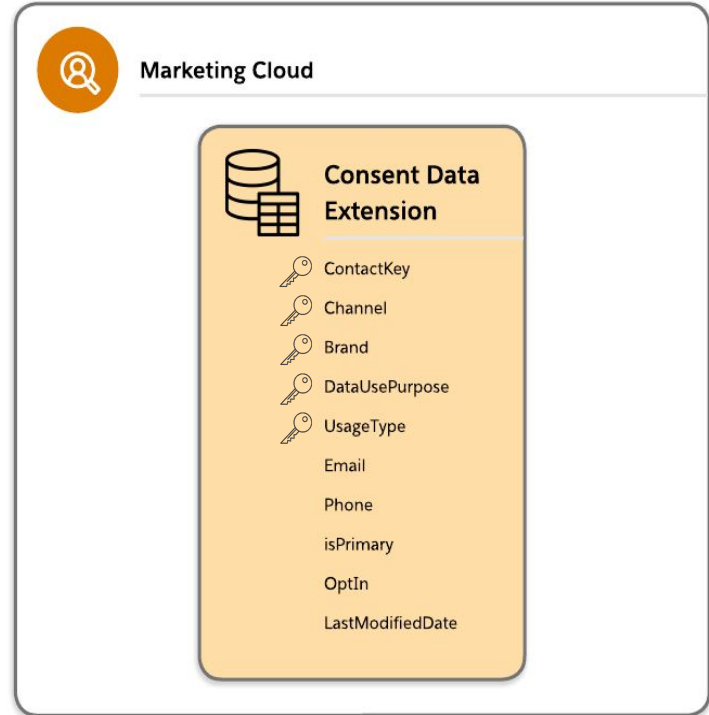 Marketing Cloud
Consent Data
Extension
ContactKey
Channel
Brand
DataUsePurpose
UsageType
Email
Phone
isPrimary
OptIn
LastModifiedDate